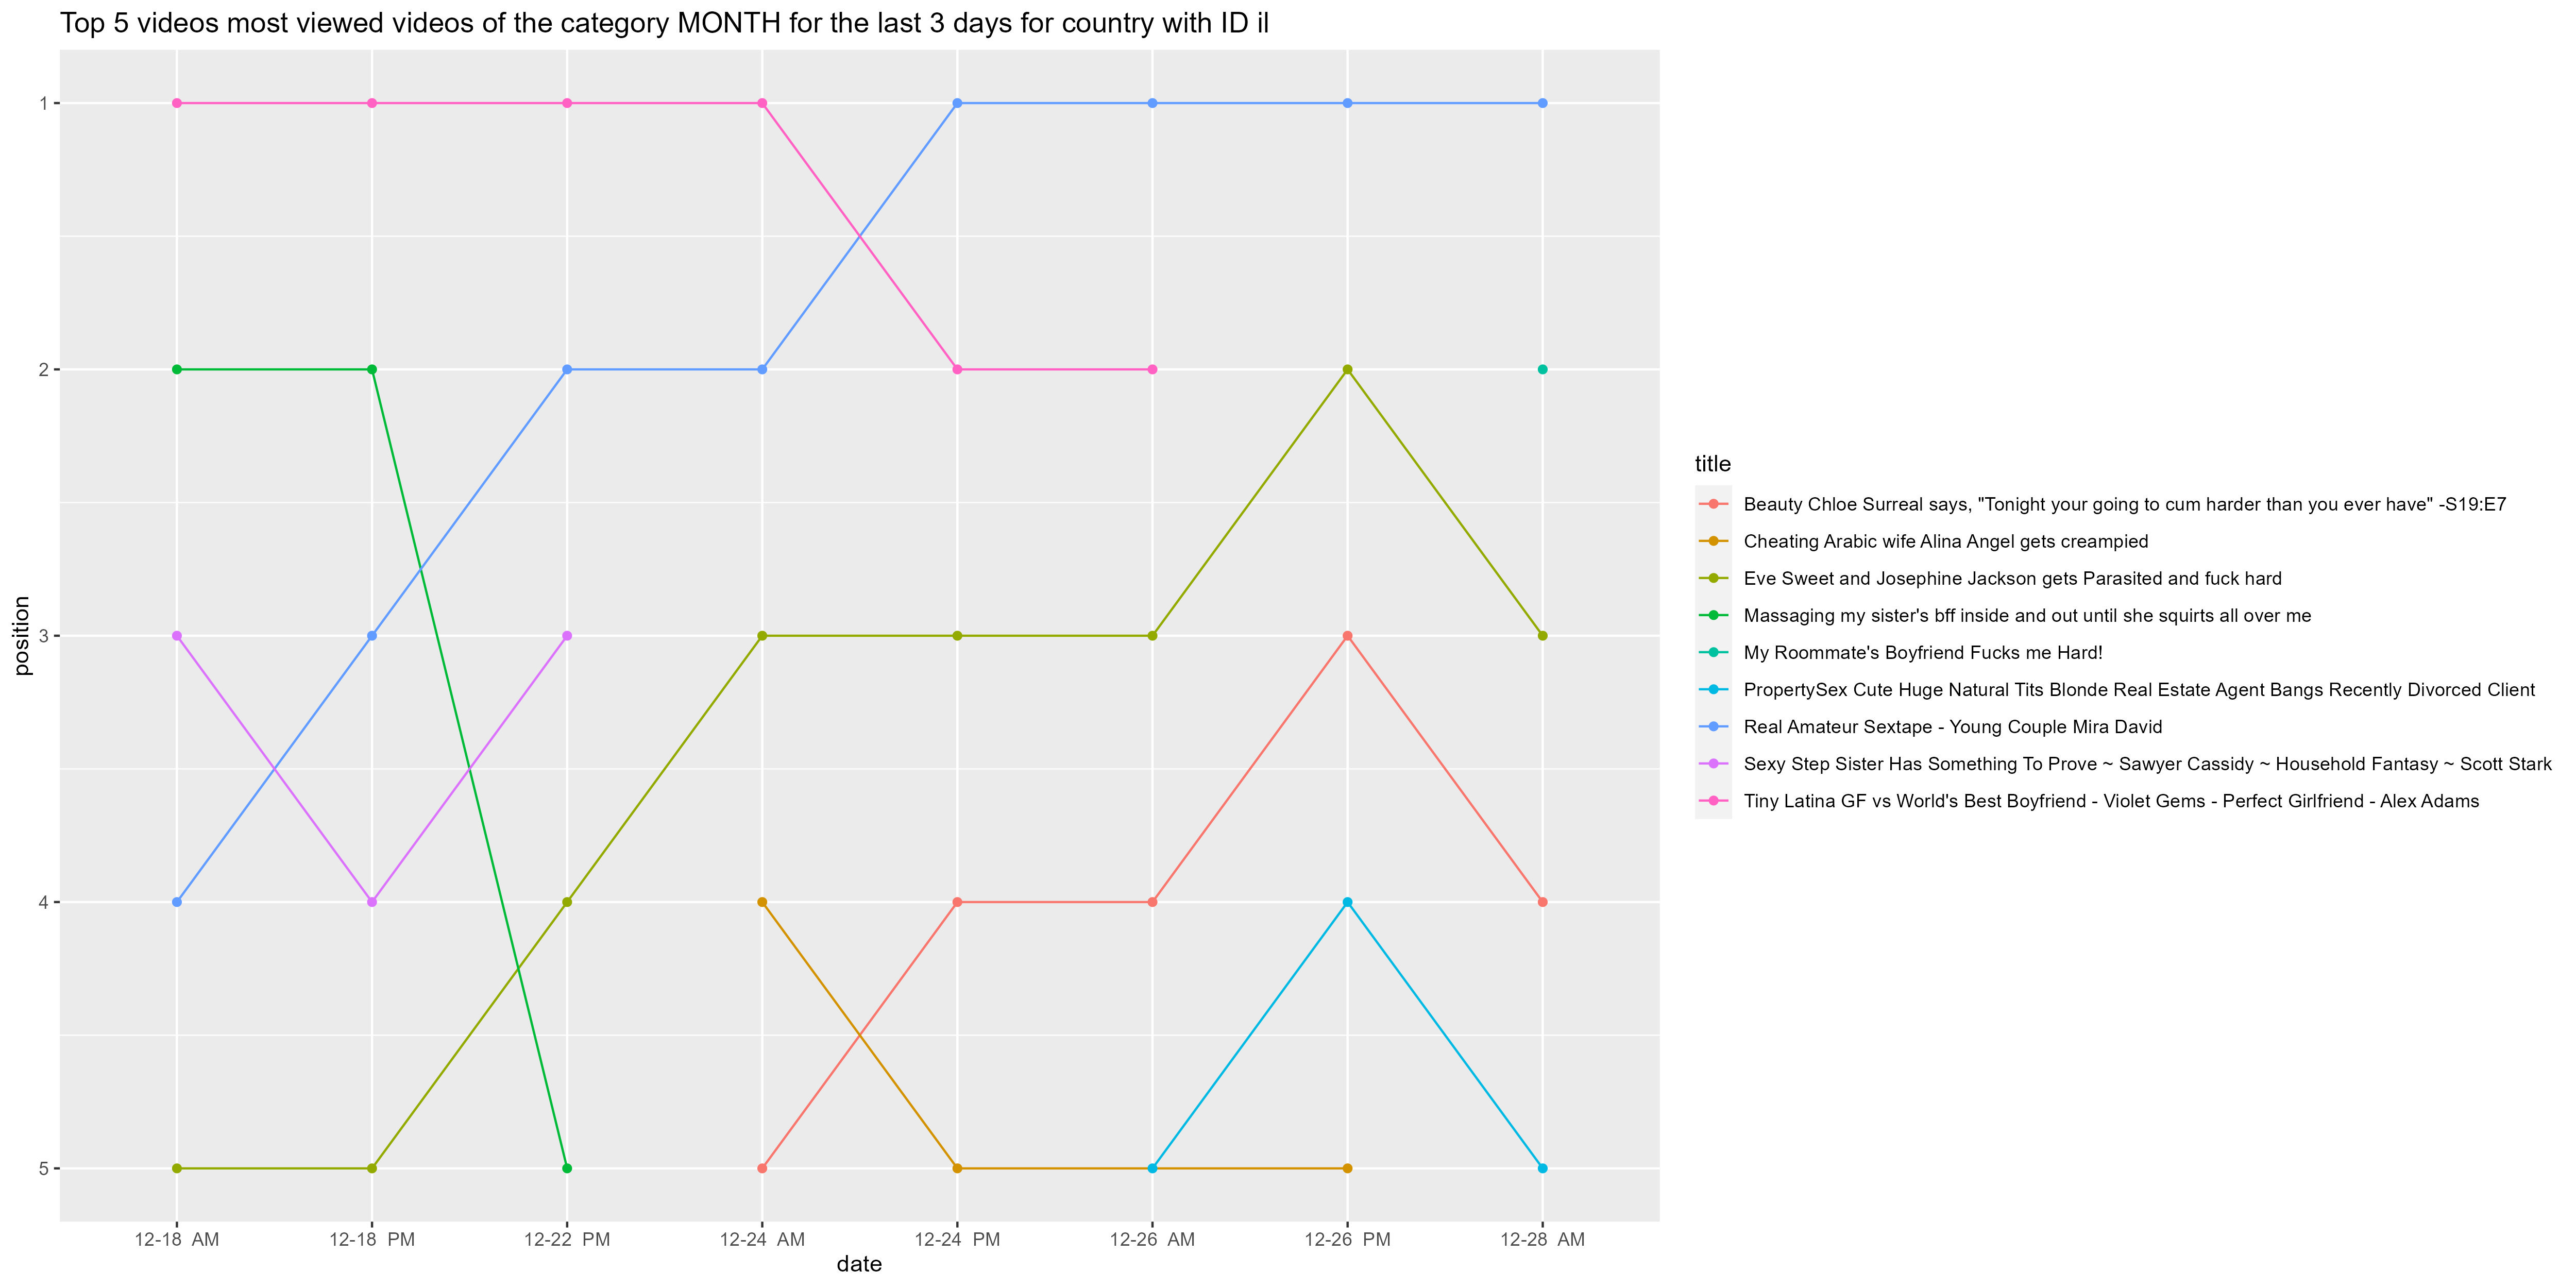 Top 5 videos most viewed videos of the category MONTH for the last 3 days for country with ID il
position
1
2
3
4
5
12-18 AM
12-18 PM
12-22 PM
12-24 AM
12-24 PM
12-26 AM
12-26 PM
12-28 AM
date
title
Beauty Chloe Surreal says, "Tonight your going to cum harder than you ever have" -S19:E7
Cheating Arabic wife Alina Angel gets creampied
Eve Sweet and Josephine Jackson gets Parasited and fuck hard
Massaging my sister's bff inside and out until she squirts all over me
My Roommate's Boyfriend Fucks me Hard!
PropertySex Cute Huge Natural Tits Blonde Real Estate Agent Bangs Recently Divorced Client
Real Amateur Sextape - Young Couple Mira David
Sexy Step Sister Has Something To Prove ~ Sawyer Cassidy ~ Household Fantasy ~ Scott Stark
Tiny Latina GF vs World's Best Boyfriend - Violet Gems - Perfect Girlfriend - Alex Adams